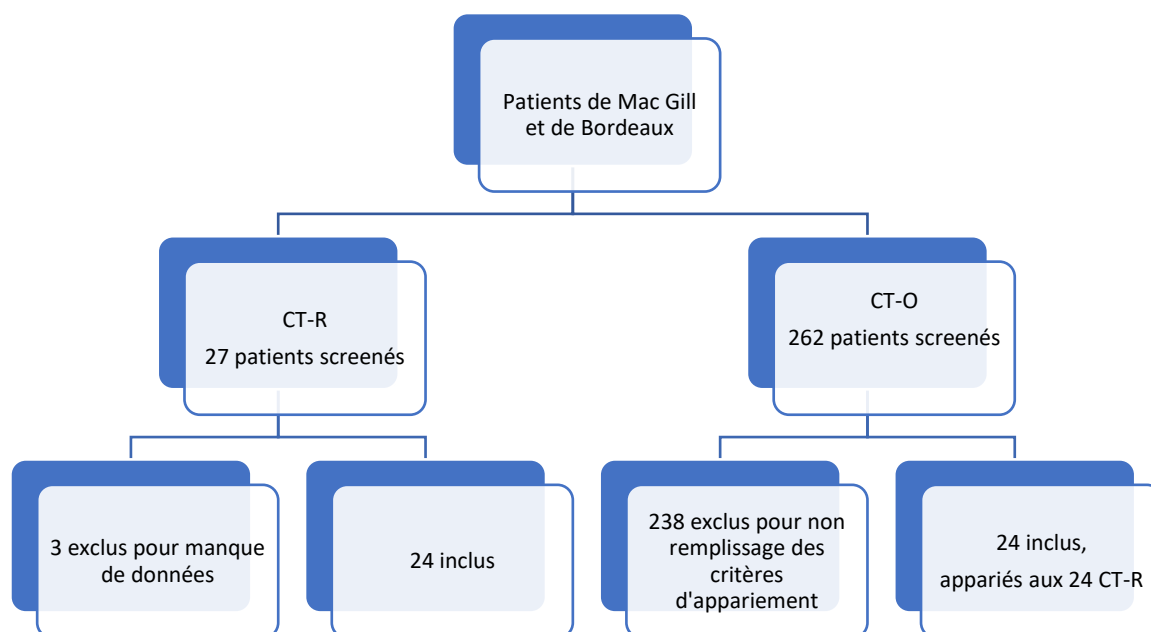 Patients de Mac Gill
et de Bordeaux
CT-R
27 patients screenés
CT-O
262 patients screenés
3 exclus pour manque
de données
24 inclus
238 exclus pour non
remplissage des
critères
d'appariement
24 inclus,
appariés aux 24 CT-R